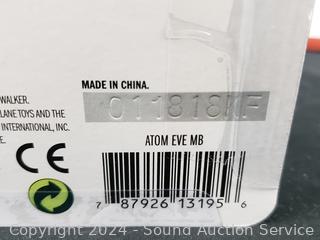 MADE IN CHINA.
WALKER.
LANE TOYS AND THE
INTERNATIONAL, INC.
E.
011818KF
ATOM EVE MB
CE
7 87926 13195 6
Copyright 2024 - Sound Auction Service